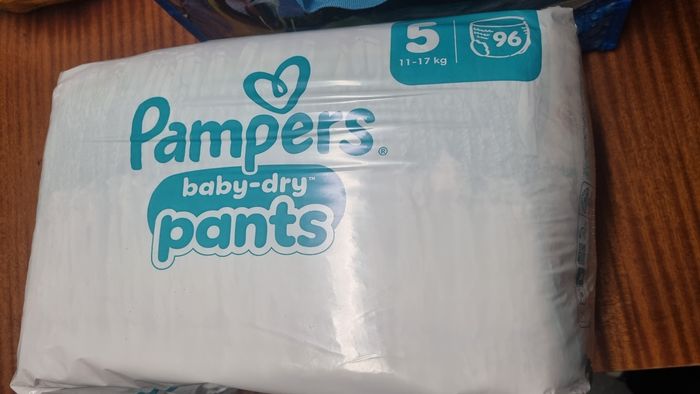 5
11-17 kg
96
Pampers®
baby-dry™
pants